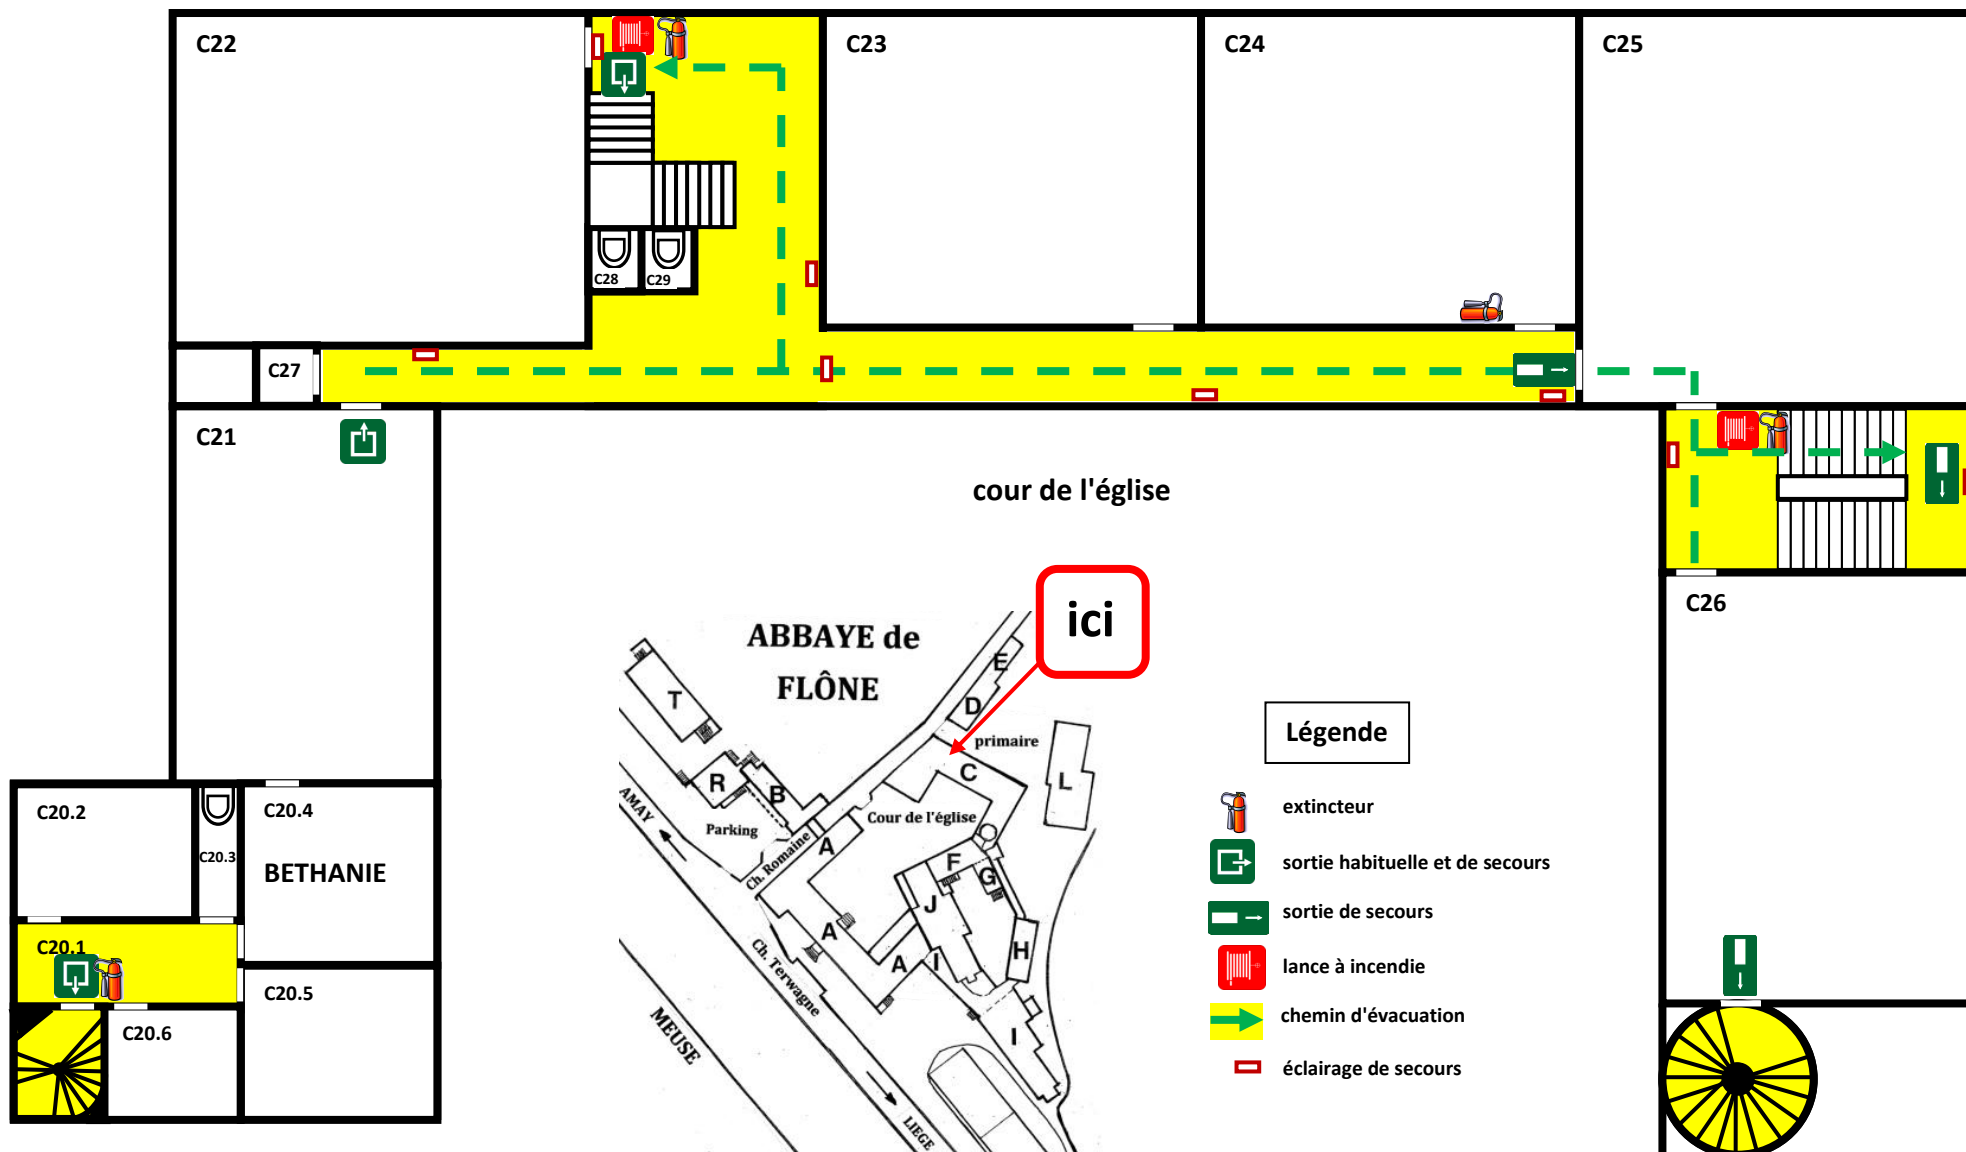 C22
C23
C24
C25
C28
C29
C27
C21
cour de l'église
C26
ici
ABBAYE de
FLÔNE
E
D
T
primaire
C
L
R
B
AMAY
Parking
Cour de l'église
Ch. Romaine
A
F
G
J
A
A
I
H
Ch. Terwagne
MEUSE
I
LIEGE
Légende
extincteur
sortie habituelle et de secours
sortie de secours
lance à incendie
chemin d'évacuation
éclairage de secours
C20.2
C20.3
C20.4
BETHANIE
C20.1
C20.5
C20.6